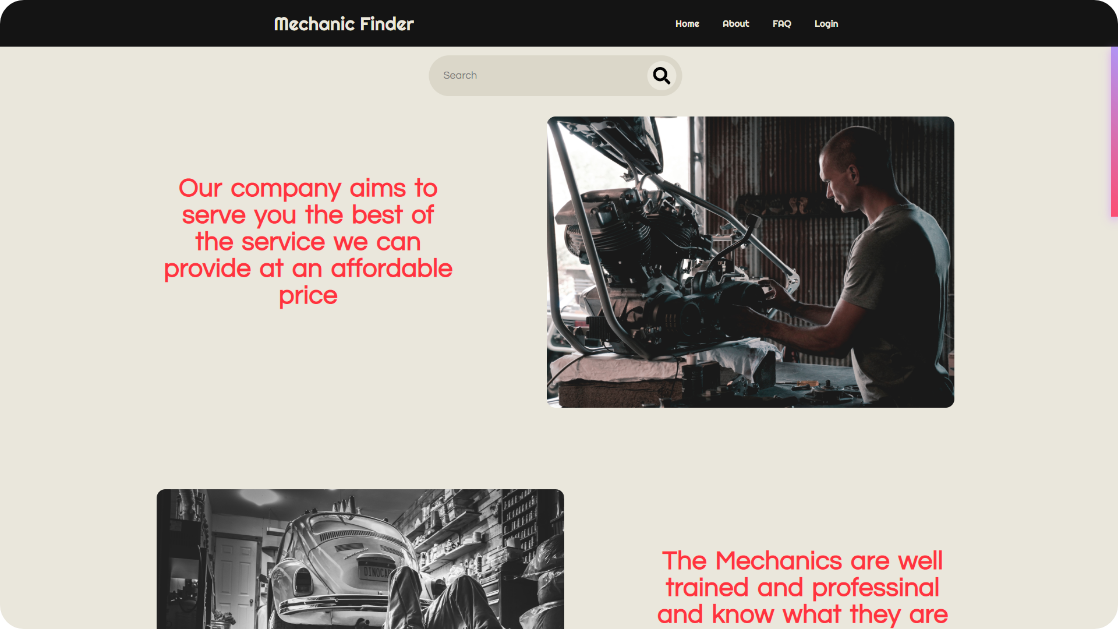 Mechanic Finder
Home About FAQ Login
Search
Our company aims to
serve you the best of
the service we can
provide at an affordable
price
The Mechanics are well
trained and professinal
and know what they are